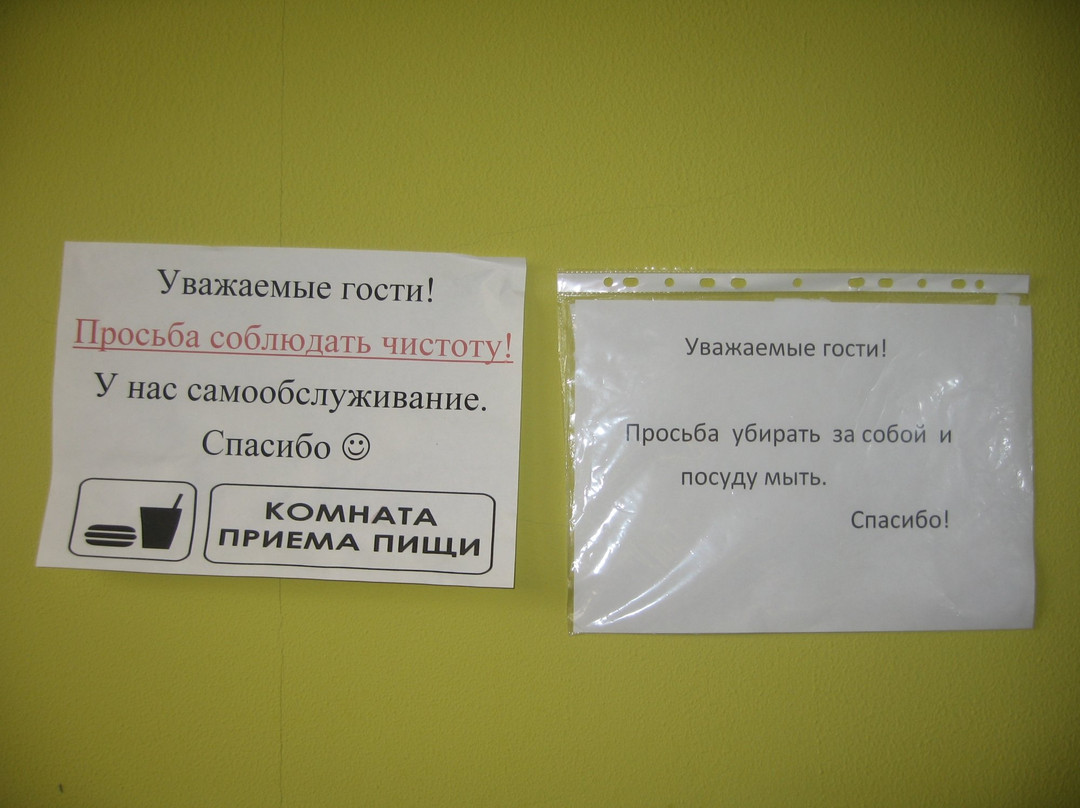 Уважаемые гости!
Просьба соблюдать чистоту!
У нас самообслуживание.
Спасибо ☺
КОМНАТА
ПРИЕМА ПИЩИ
Уважаемые гости!
Просьба убирать за собой и
посуду мыть.
Спасибо!